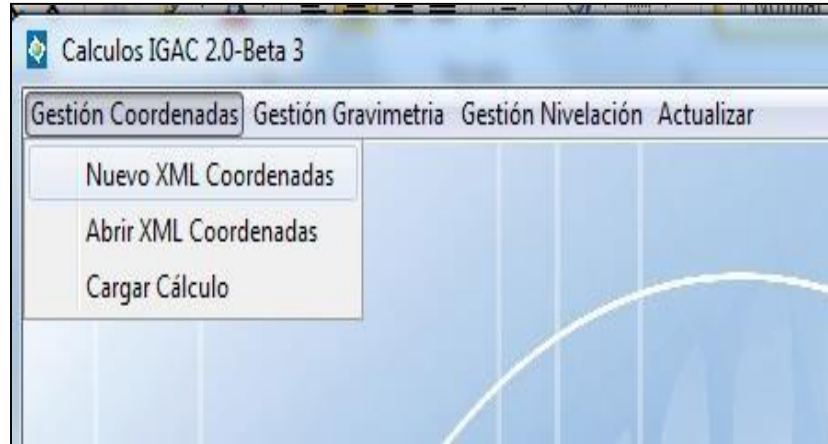 Calculos IGAC 2.0-Beta 3
Gestión Coordenadas Gestión Gravimetria Gestión Nivelación Actualizar
Nuevo XML Coordenadas
Abrir XML Coordenadas
Cargar Cálculo